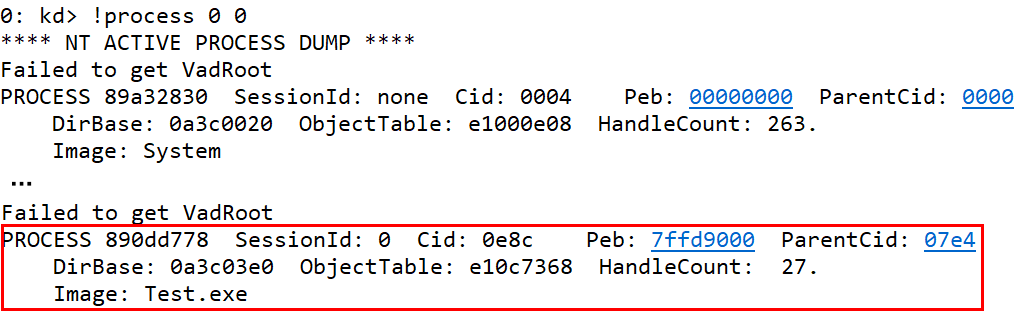 0: kd> !process 0 0
**** NT ACTIVE PROCESS DUMP ****
Failed to get VadRoot
PROCESS 89a32830  SessionId: none  Cid: 0004    Peb: 00000000  ParentCid: 0000
    DirBase: 0a3c0020  ObjectTable: e1000e08  HandleCount: 263.
    Image: System
...
Failed to get VadRoot
PROCESS 890dd778  SessionId: 0  Cid: 0e8c    Peb: 7ffd9000  ParentCid: 07e4
    DirBase: 0a3c03e0  ObjectTable: e10c7368  HandleCount:  27.
    Image: Test.exe